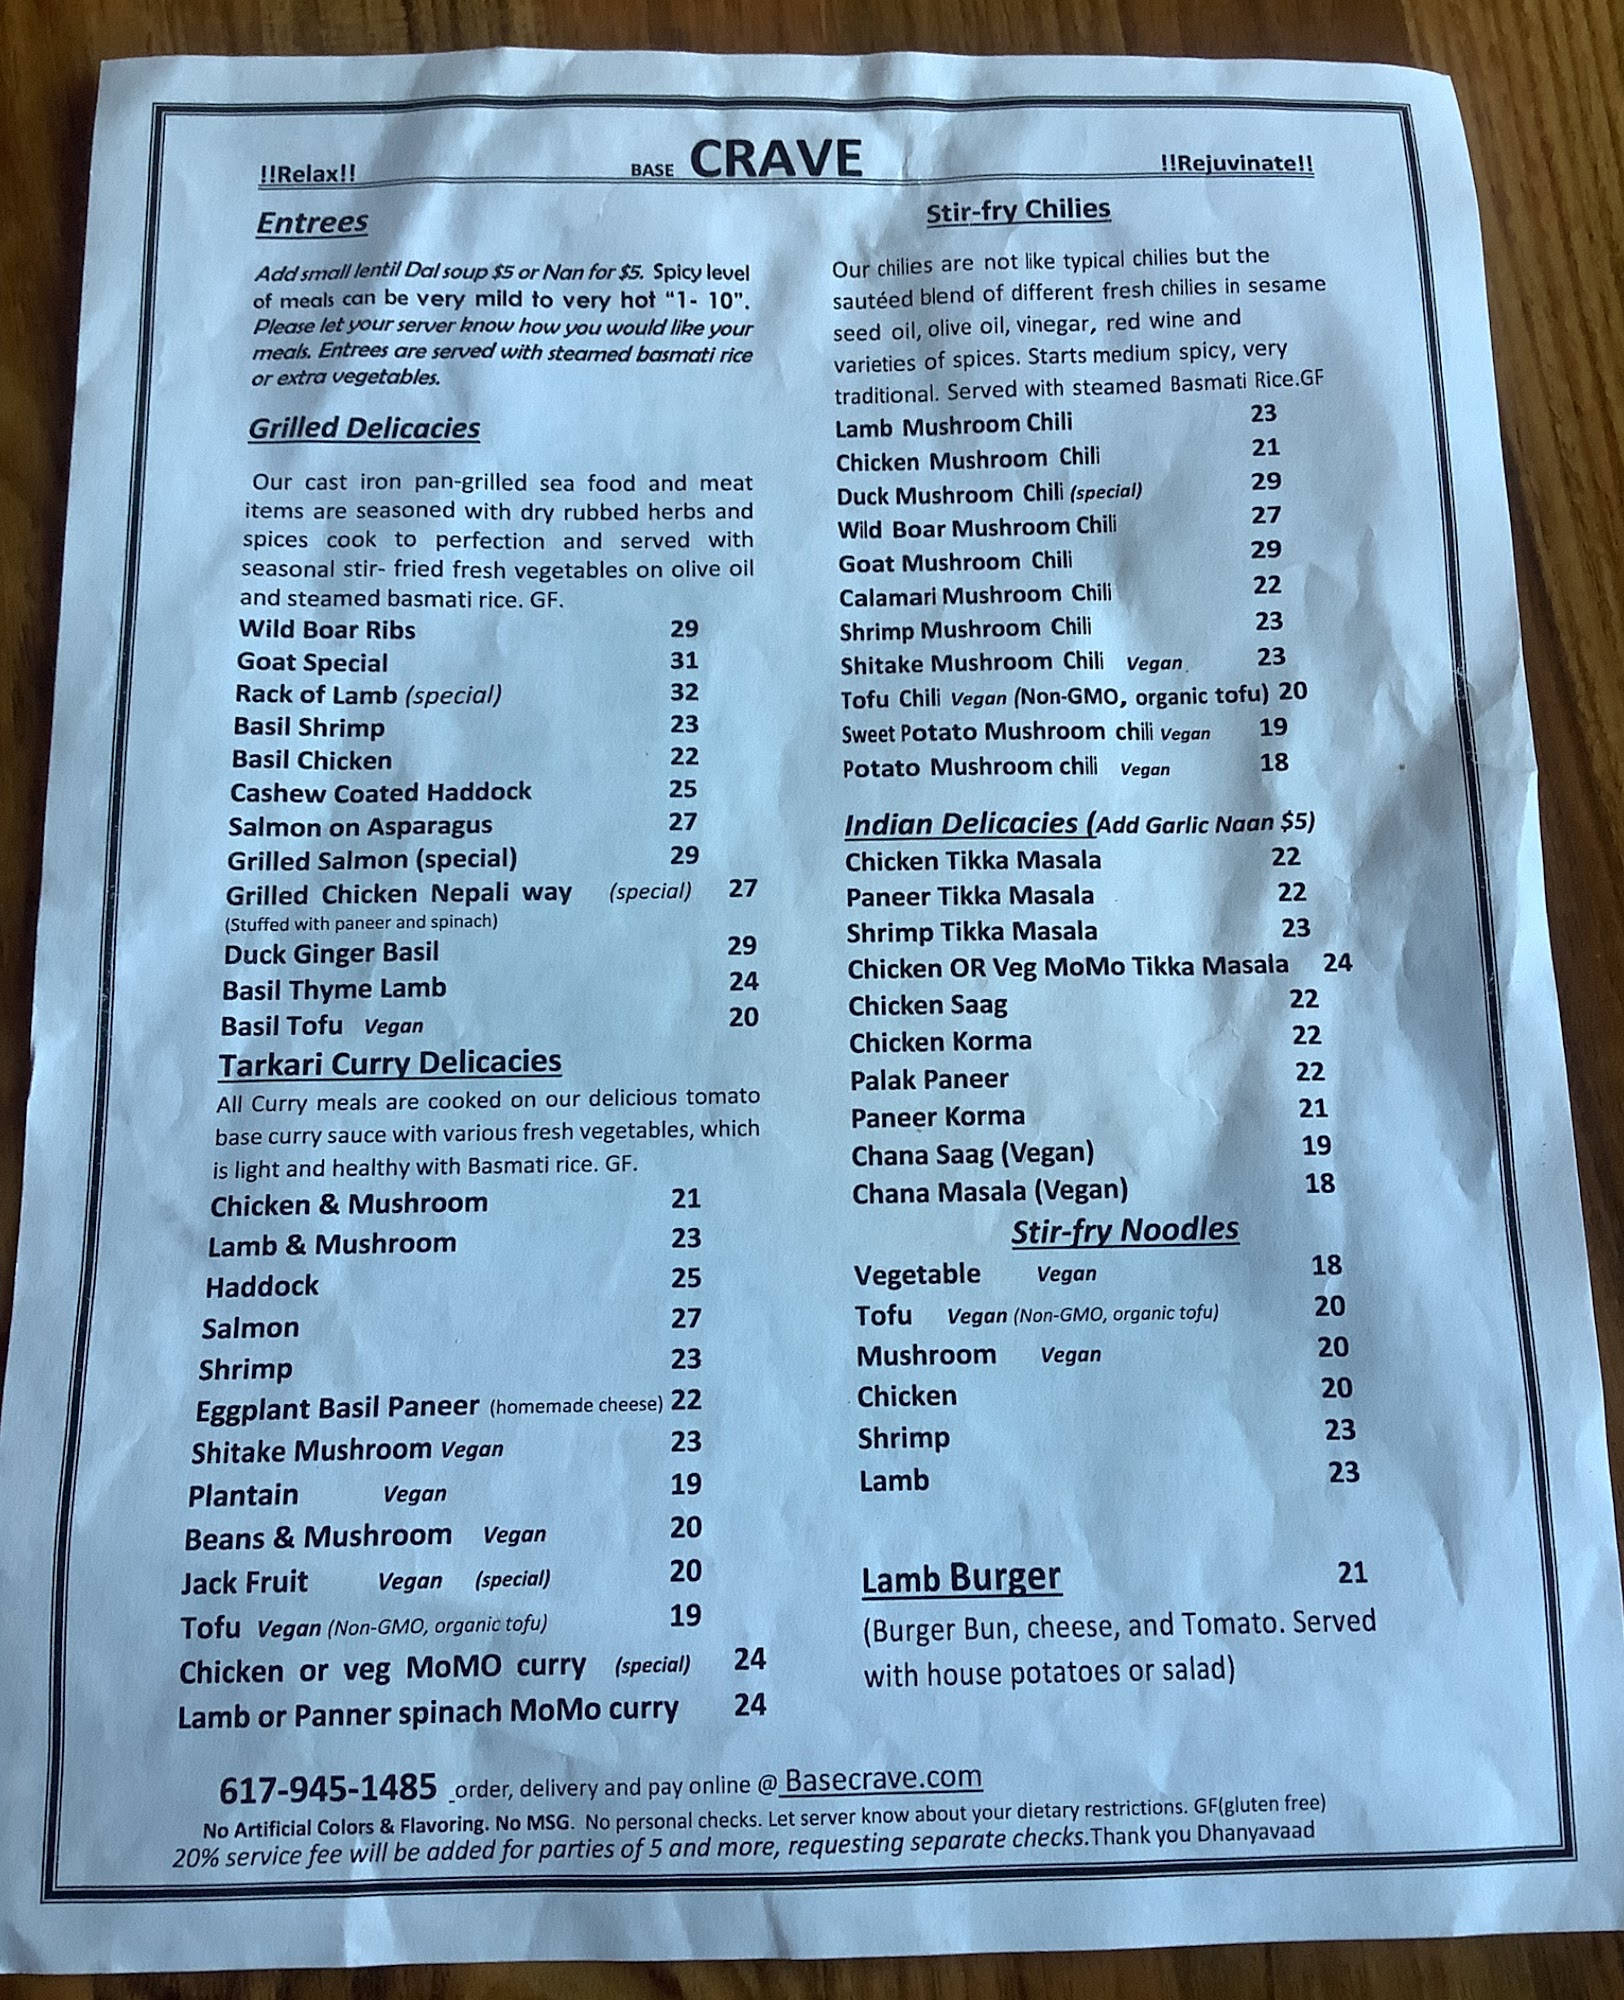 !!Relax!! BASE CRAVE !!Rejuvinate!!
Entrees
Add small lentil Dal soup $5 or Nan for $5. Spicy level
of meals can be very mild to very hot “1- 10”.
Please let your server know how you would like your
meals. Entrees are served with steamed basmati rice
or extra vegetables.
Grilled Delicacies
Our cast iron pan-grilled sea food and meat
items are seasoned with dry rubbed herbs and
spices cook to perfection and served with
seasonal stir- fried fresh vegetables on olive oil
and steamed basmati rice. GF.
Wild Boar Ribs 29
Goat Special 31
Rack of Lamb (special) 32
Basil Shrimp 23
Basil Chicken 22
Cashew Coated Haddock 25
Salmon on Asparagus 27
Grilled Salmon (special) 29
Grilled Chicken Nepali way (special) 27
(Stuffed with paneer and spinach)
Duck Ginger Basil 29
Basil Thyme Lamb 24
Basil Tofu Vegan 20
Tarkari Curry Delicacies
All Curry meals are cooked on our delicious tomato
base curry sauce with various fresh vegetables, which
is light and healthy with Basmati rice. GF.
Chicken & Mushroom 21
Lamb & Mushroom 23
Haddock 25
Salmon 27
Shrimp 23
Eggplant Basil Paneer (homemade cheese) 22
Shitake Mushroom Vegan 23
Plantain Vegan 19
Beans & Mushroom Vegan 20
Jack Fruit Vegan (special) 20
Tofu Vegan (Non-GMO, organic tofu) 19
Chicken or veg MoMO curry (special) 24
Lamb or Panner spinach MoMo curry 24
Stir-fry Chilies
Our chilies are not like typical chilies but the
sautéed blend of different fresh chilies in sesame
seed oil, olive oil, vinegar, red wine and
varieties of spices. Starts medium spicy, very
traditional. Served with steamed Basmati Rice.GF
Lamb Mushroom Chili 23
Chicken Mushroom Chili 21
Duck Mushroom Chili (special) 29
Wild Boar Mushroom Chili 27
Goat Mushroom Chili 29
Calamari Mushroom Chili 22
Shrimp Mushroom Chili 23
Shitake Mushroom Chili Vegan 23
Tofu Chili Vegan (Non-GMO, organic tofu) 20
Sweet Potato Mushroom chili Vegan 19
Potato Mushroom chili Vegan 18
Indian Delicacies (Add Garlic Naan $5)
Chicken Tikka Masala 22
Paneer Tikka Masala 22
Shrimp Tikka Masala 23
Chicken OR Veg MoMo Tikka Masala 24
Chicken Saag 22
Chicken Korma 22
Palak Paneer 22
Paneer Korma 21
Chana Saag (Vegan) 19
Chana Masala (Vegan) 18
Stir-fry Noodles
Vegetable Vegan 18
Tofu Vegan (Non-GMO, organic tofu) 20
Mushroom Vegan 20
Chicken 20
Shrimp 23
Lamb 23
Lamb Burger 21
(Burger Bun, cheese, and Tomato. Served
with house potatoes or salad)
617-945-1485 order, delivery and pay online @ Basecrave.com
No Artificial Colors & Flavoring. No MSG. No personal checks. Let server know about your dietary restrictions. GF(gluten free)
20% service fee will be added for parties of 5 and more, requesting separate checks.Thank you Dhanyavaad